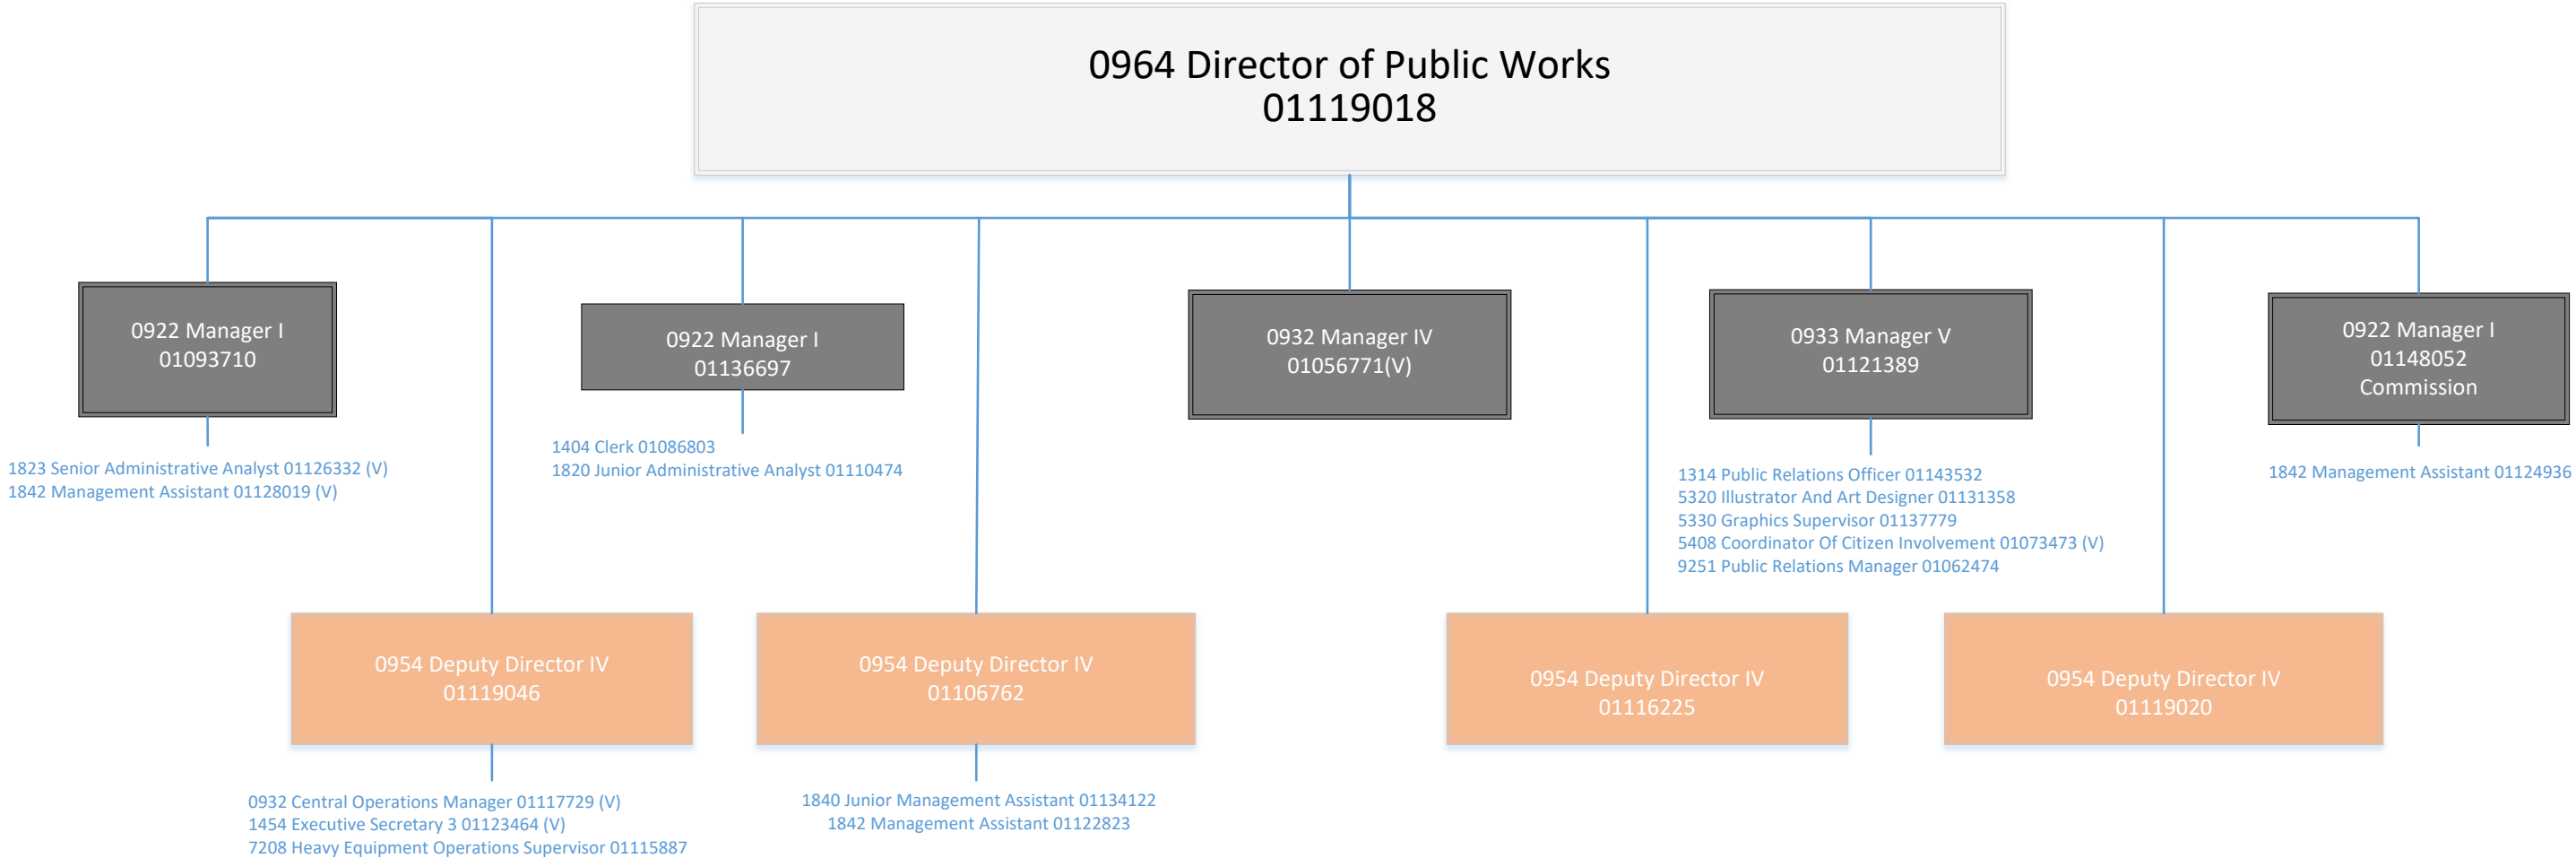 0964 Director of Public Works
01119018
0922 Manager I
01093710
1823 Senior Administrative Analyst 01126332 (V)
1842 Management Assistant 01128019 (V)
0922 Manager I
01136697
1404 Clerk 01086803
1820 Junior Administrative Analyst 01110474
0932 Manager IV
01056771(V)
0933 Manager V
01121389
1314 Public Relations Officer 01143532
5320 Illustrator And Art Designer 01131358
5330 Graphics Supervisor 01137779
5408 Coordinator Of Citizen Involvement 01073473 (V)
9251 Public Relations Manager 01062474
0922 Manager I
01148052
Commission
1842 Management Assistant 01124936
0954 Deputy Director IV
01119046
0932 Central Operations Manager 01117729 (V)
1454 Executive Secretary 3 01123464 (V)
7208 Heavy Equipment Operations Supervisor 01115887
0954 Deputy Director IV
01106762
1840 Junior Management Assistant 01134122
1842 Management Assistant 01122823
0954 Deputy Director IV
01116225
0954 Deputy Director IV
01119020